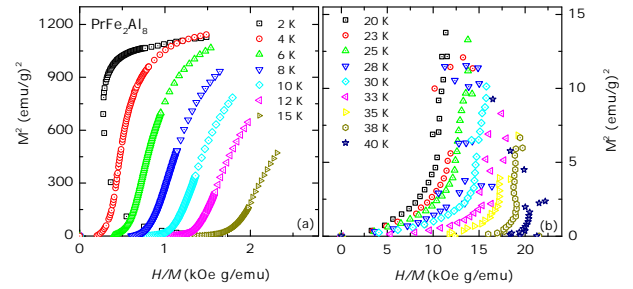 PrFe₂Al₈
M² (emu/g)²
1200
900
600
300
0
2 K
4 K
6 K
8 K
10 K
12 K
15 K
(a)
0 1 2
H/M (kOe g/emu)
20 K
23 K
25 K
28 K
30 K
33 K
35 K
38 K
40 K
(b)
0 5 10 15 20
H/M (kOe g/emu)
15
10
5
0
M² (emu/g)²